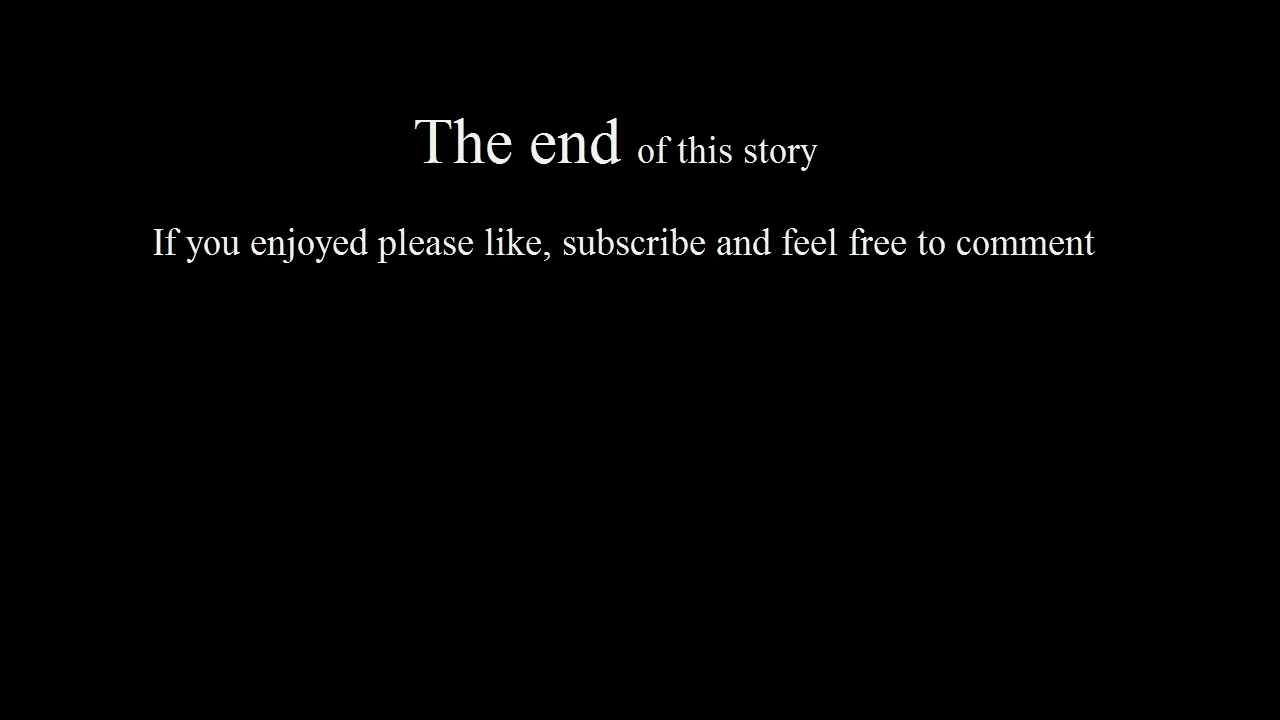 The end of this story
If you enjoyed please like, subscribe and feel free to comment